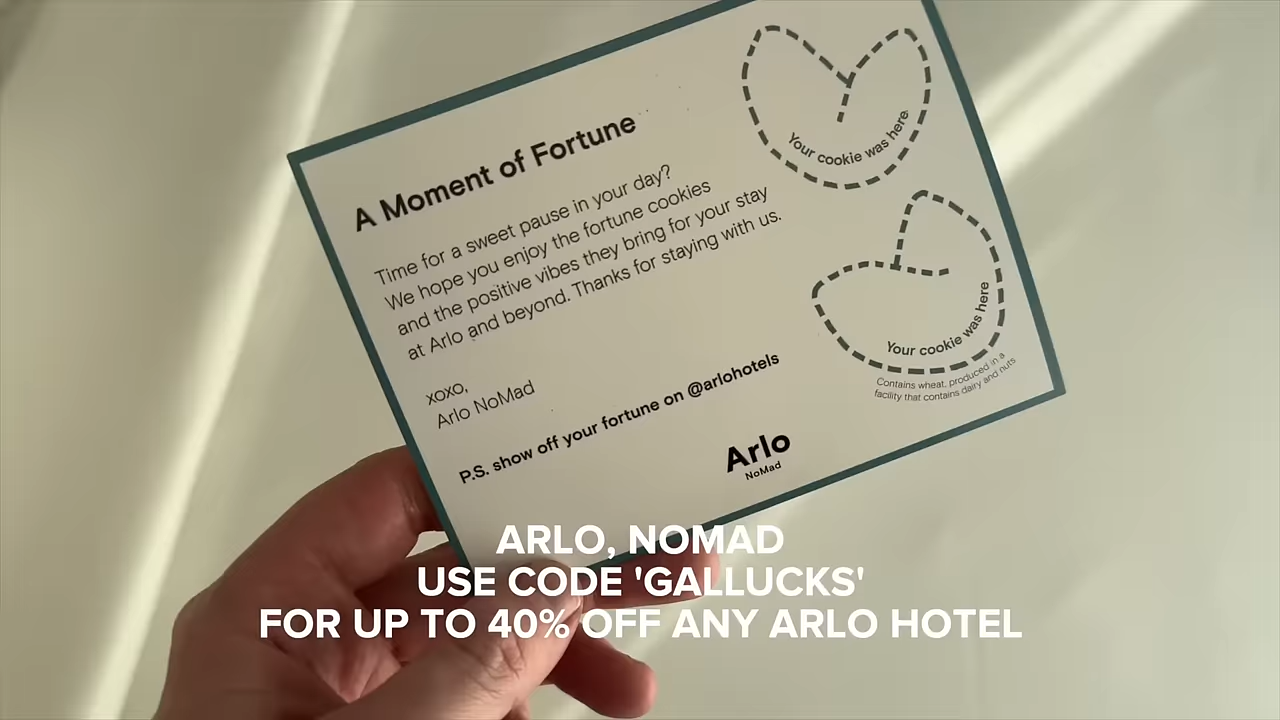 A Moment of Fortune
Time for a sweet pause in your day?
We hope you enjoy the fortune cookies
and the positive vibes they bring for your stay
at Arlo and beyond. Thanks for staying with us.
xoxo,
Arlo NoMad
P.S. show off your fortune on @arlohotels
Arlo
NoMad
Your cookie was here
Your cookie was here
Contains wheat, produced in a
facility that contains dairy and nuts
ARLO, NOMAD
USE CODE 'GALLUCKS'
FOR UP TO 40% OFF ANY ARLO HOTEL